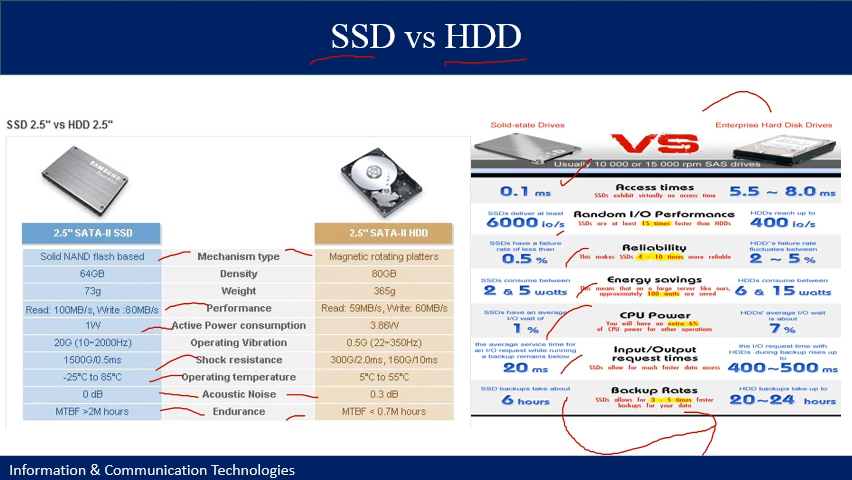 SSD vs HDD
SSD 2.5" vs HDD 2.5"
SAMSUNG
2.5" SATA-II SSD
2.5" SATA-II HDD
Solid NAND flash based Mechanism type Magnetic rotating platters
64GB Density 80GB
73g Weight 365g
Read: 100MB/s, Write :80MB/s Performance Read: 59MB/s, Write: 60MB/s
1W Active Power consumption 3.86W
20G (10~2000Hz) Operating Vibration 0.5G (22~350Hz)
1500G/0.5ms Shock resistance 300G/2.0ms, 160G/10ms
-25°C to 85°C Operating temperature 5°C to 55°C
0 dB Acoustic Noise 0.3 dB
MTBF >2M hours Endurance MTBF < 0.7M hours
Solid-state Drives
VS
Enterprise Hard Disk Drives
Usually 10 000 or 15 000 rpm SAS drives
0.1 ms
Access times
SSDs exhibit virtually no access time
5.5 ~ 8.0 ms
SSDs deliver at least
6000 io/s
Random I/O Performance
SSDs are at least 15 times faster than HDDs
HDDs reach up to
400 io/s
SSDs have a failure
rate of less than
0.5 %
Reliability
This makes SSDs 4 - 10 times more reliable
HDD's failure rate
fluctuates between
2 ~ 5 %
SSDs consume between
2 & 5 watts
Energy savings
This means that on a large server like ours,
approximately 100 watts are saved
HDDs consume between
6 & 15 watts
SSDs have an average
I/O wait of
1 %
CPU Power
You will have an extra 6%
of CPU power for other operations
HDDs' average I/O wait
is about
7 %
the average service time for
an I/O request while running
a backup remains below
20 ms
Input/Output
request times
SSDs allow for much faster data access
the I/O request time with
HDDs during backup rises up
to
400~500 ms
SSD backups take about
6 hours
Backup Rates
SSDs allows for 3 - 5 times faster
backups for your data
HDD backups take up to
20~24 hours
Information & Communication Technologies